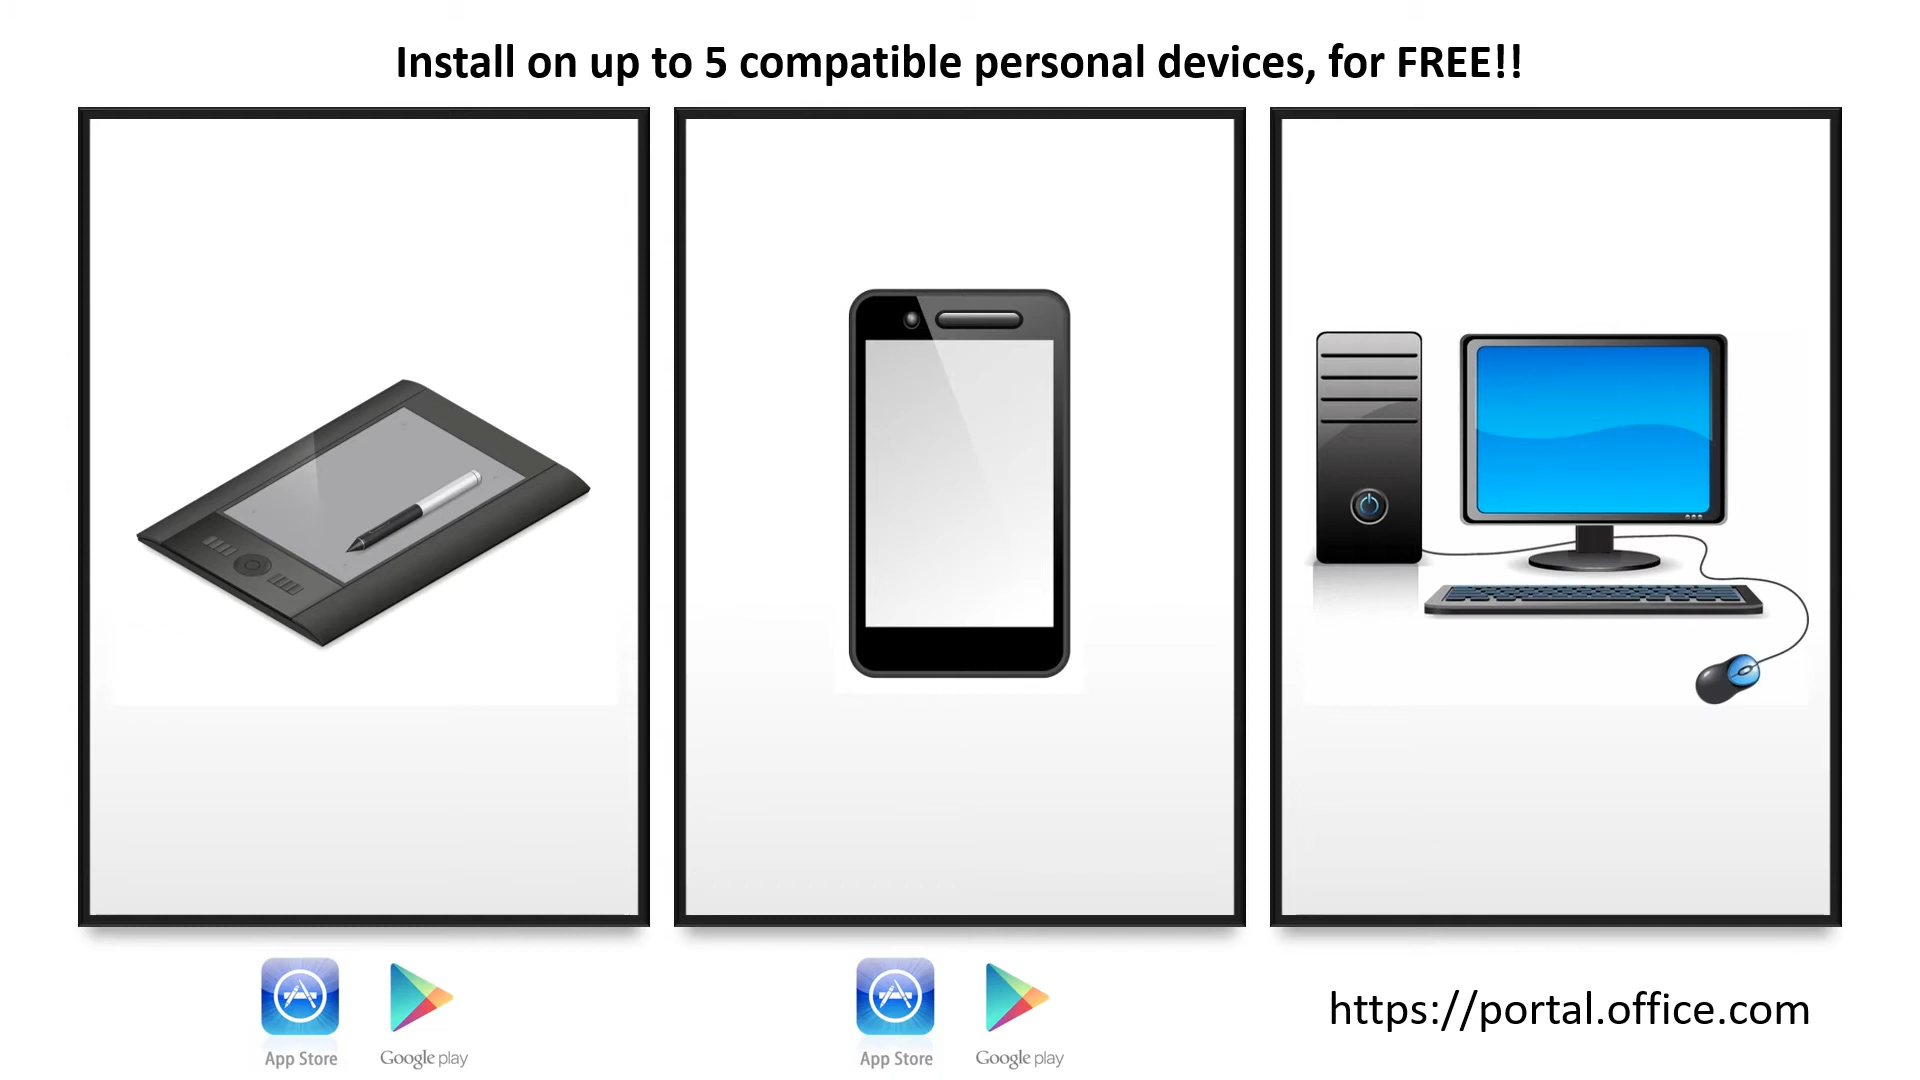 Install on up to 5 compatible personal devices, for FREE!!
App Store
Google play
App Store
Google play
https://portal.office.com